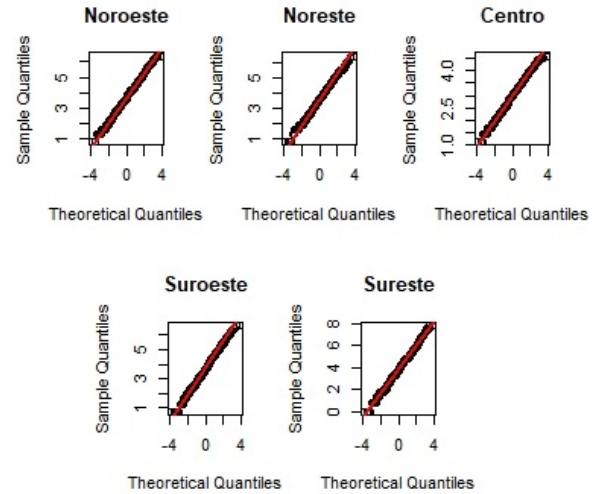 Noroeste
Sample Quantiles
1 3 5
-4 0 4
Theoretical Quantiles
Noreste
Sample Quantiles
1 3 5
-4 0 4
Theoretical Quantiles
Centro
Sample Quantiles
1.0 2.5 4.0
-4 0 4
Theoretical Quantiles
Suroeste
Sample Quantiles
1 3 5
-4 0 4
Theoretical Quantiles
Sureste
Sample Quantiles
0 2 4 6 8
-4 0 4
Theoretical Quantiles